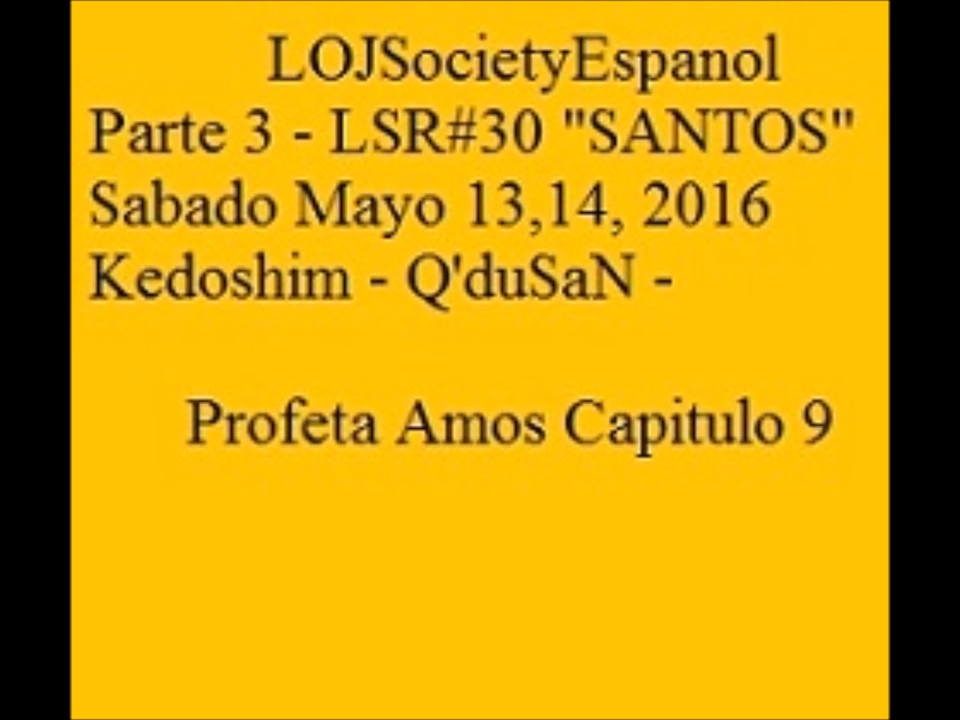 LOJSocietyEspanol
Parte 3 - LSR#30 "SANTOS"
Sabado Mayo 13,14, 2016
Kedoshim - Q'duSaN -
Profeta Amos Capitulo 9